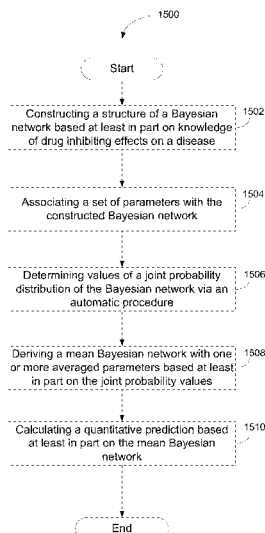 1500
Start
Constructing a structure of a Bayesian
network based at least in part on knowledge
of drug inhibiting effects on a disease
1502
Associating a set of parameters with the
constructed Bayesian network
1504
Determining values of a joint probability
distribution of the Bayesian network via an
automatic procedure
1506
Deriving a mean Bayesian network with one
or more averaged parameters based at least
in part on the joint probability values
1508
Calculating a quantitative prediction based
at least in part on the mean Bayesian
network
1510
End